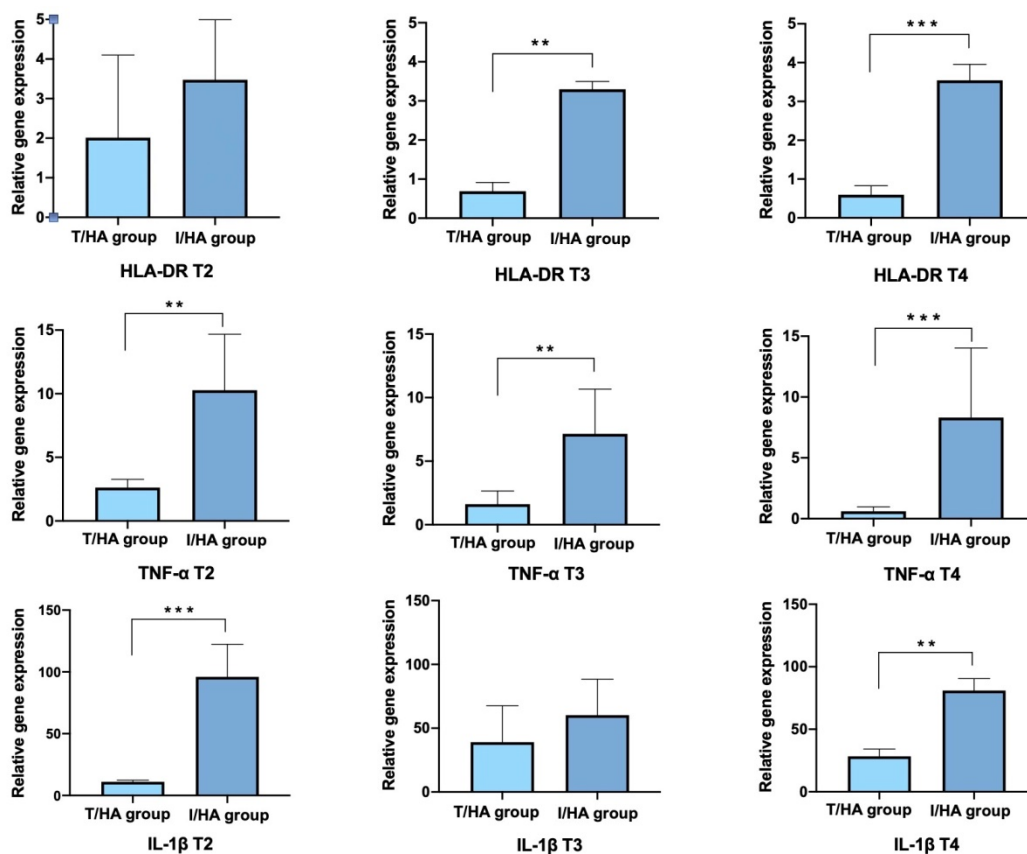 Relative gene expression
5
4
3
2
1
0
T/HA group I/HA group
HLA-DR T2
Relative gene expression
5
4
3
2
1
0
**
T/HA group I/HA group
HLA-DR T3
Relative gene expression
5
4
3
2
1
0
***
T/HA group I/HA group
HLA-DR T4
Relative gene expression
15
10
5
0
**
T/HA group I/HA group
TNF-α T2
Relative gene expression
15
10
5
0
**
T/HA group I/HA group
TNF-α T3
Relative gene expression
15
10
5
0
***
T/HA group I/HA group
TNF-α T4
Relative gene expression
150
100
50
0
***
T/HA group I/HA group
IL-1β T2
Relative gene expression
150
100
50
0
T/HA group I/HA group
IL-1β T3
Relative gene expression
150
100
50
0
**
T/HA group I/HA group
IL-1β T4